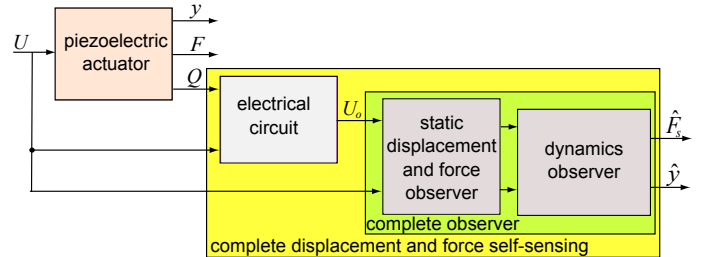 y
U
piezoelectric
actuator
F
Q
electrical
circuit
U_o
static
displacement
and force
observer
dynamics
observer
F̂_s
ŷ
complete observer
complete displacement and force self-sensing